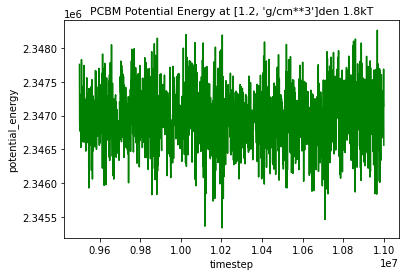 PCBM Potential Energy at [1.2, 'g/cm**3']den 1.8kT
1e6
2.3480
2.3475
2.3470
2.3465
2.3460
2.3455
potential_energy
0.96 0.98 1.00 1.02 1.04 1.06 1.08 1.10
timestep
1e7